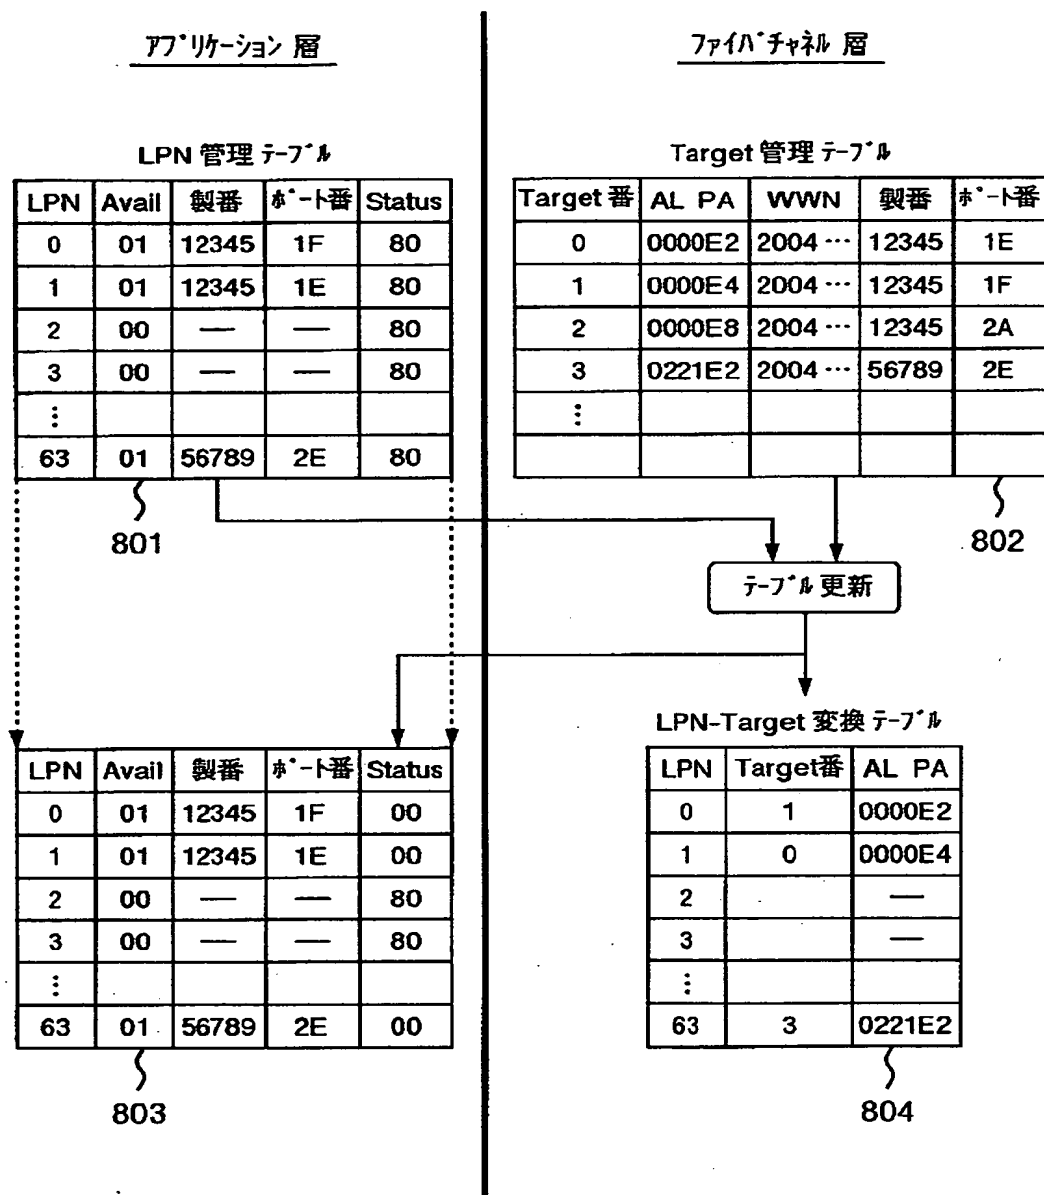 アプリケーション 層
ファイバチャネル 層
LPN 管理 テーブル
LPN Avail 製番 ポート番 Status
0 01 12345 1F 80
1 01 12345 1E 80
2 00 — — 80
3 00 — — 80
⋮
63 01 56789 2E 80
801
Target 管理 テーブル
Target 番 AL PA WWN 製番 ポート番
0 0000E2 2004 ⋯ 12345 1E
1 0000E4 2004 ⋯ 12345 1F
2 0000E8 2004 ⋯ 12345 2A
3 0221E2 2004 ⋯ 56789 2E
⋮
802
テーブル 更新
LPN Avail 製番 ポート番 Status
0 01 12345 1F 00
1 01 12345 1E 00
2 00 — — 80
3 00 — — 80
⋮
63 01 56789 2E 00
803
LPN-Target 変換 テーブル
LPN Target番 AL PA
0 1 0000E2
1 0 0000E4
2 —
3 —
⋮
63 3 0221E2
804